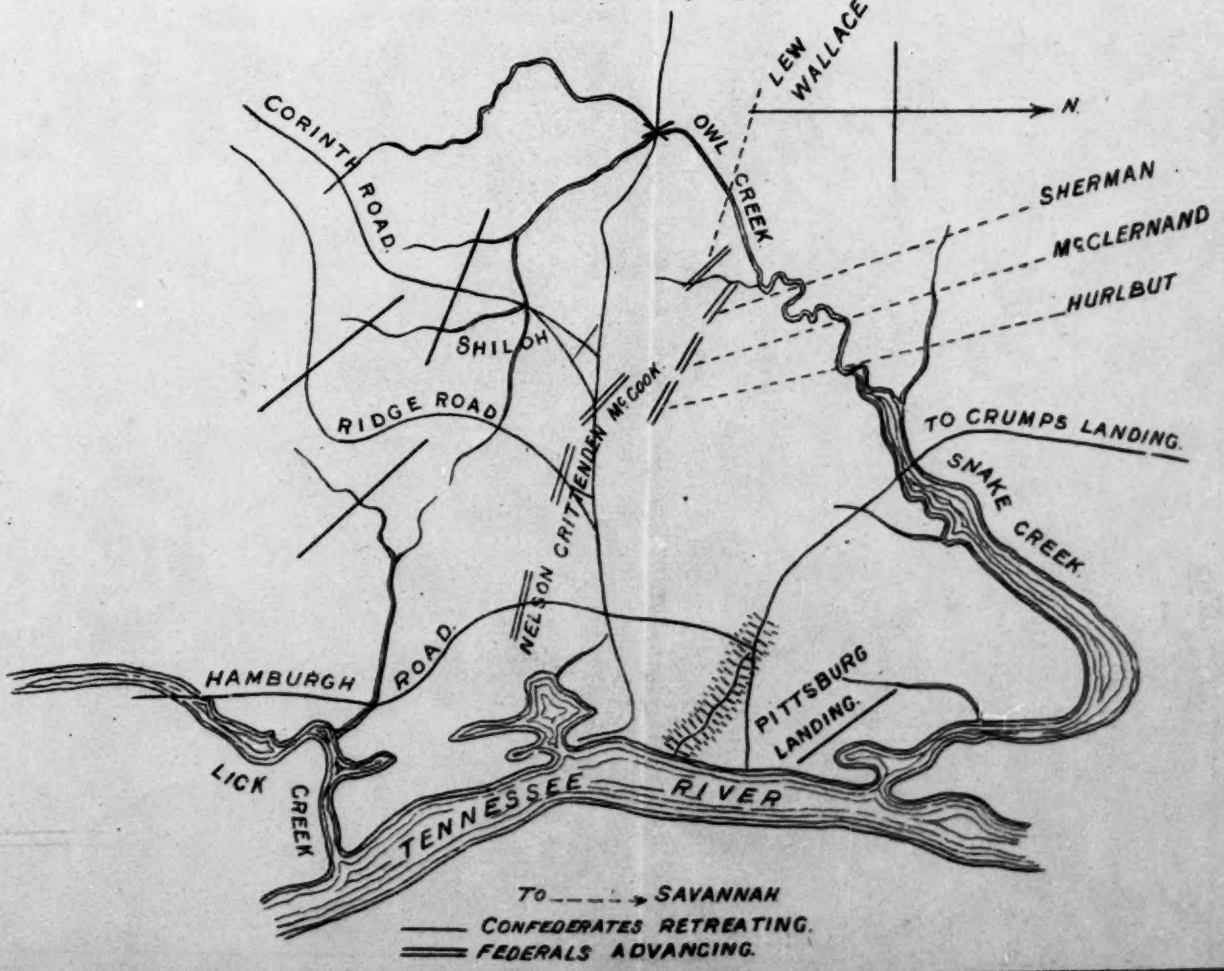 LEW
WALLACE
N.
CORINTH
ROAD.
OWL
CREEK.
SHERMAN
McCLERNAND
HURLBUT
SHILOH
McCOOK.
RIDGE ROAD
TO CRUMPS LANDING.
CRITTENDEN
SNAKE CREEK.
NELSON
HAMBURGH ROAD.
PITTSBURG
LANDING.
LICK
CREEK
TENNESSEE RIVER
TO SAVANNAH
CONFEDERATES RETREATING.
FEDERALS ADVANCING.